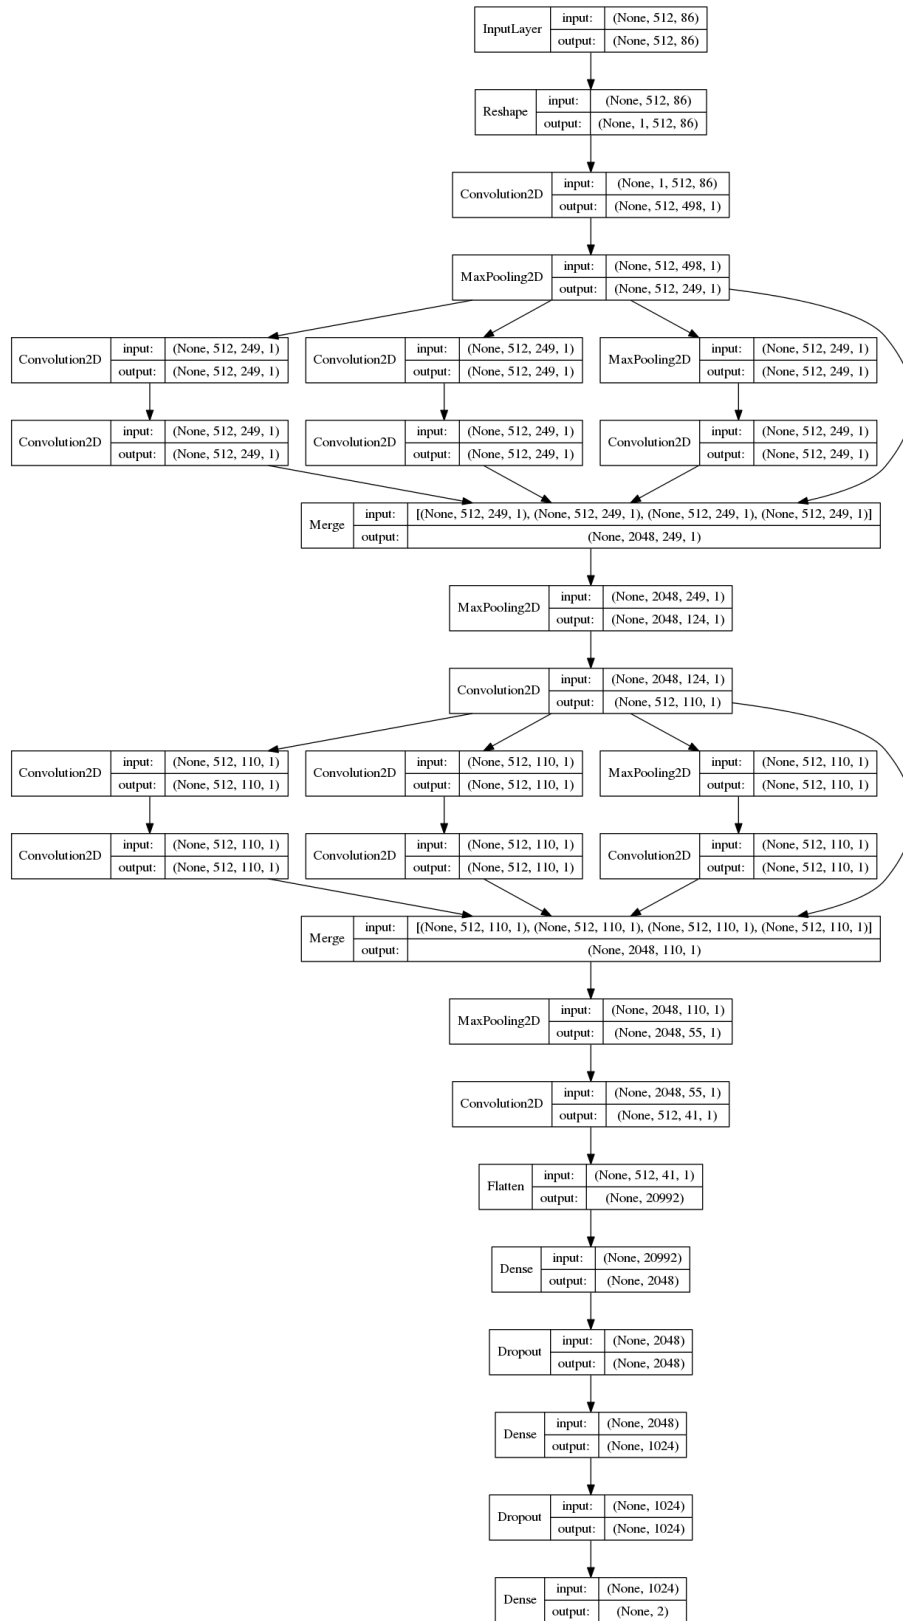 InputLayer input: (None, 512, 86)
output: (None, 512, 86)
Reshape input: (None, 512, 86)
output: (None, 1, 512, 86)
Convolution2D input: (None, 1, 512, 86)
output: (None, 512, 498, 1)
MaxPooling2D input: (None, 512, 498, 1)
output: (None, 512, 249, 1)
Convolution2D input: (None, 512, 249, 1)
output: (None, 512, 249, 1)
Convolution2D input: (None, 512, 249, 1)
output: (None, 512, 249, 1)
MaxPooling2D input: (None, 512, 249, 1)
output: (None, 512, 249, 1)
Convolution2D input: (None, 512, 249, 1)
output: (None, 512, 249, 1)
Convolution2D input: (None, 512, 249, 1)
output: (None, 512, 249, 1)
Convolution2D input: (None, 512, 249, 1)
output: (None, 512, 249, 1)
Merge input: [(None, 512, 249, 1), (None, 512, 249, 1), (None, 512, 249, 1), (None, 512, 249, 1)]
output: (None, 2048, 249, 1)
MaxPooling2D input: (None, 2048, 249, 1)
output: (None, 2048, 124, 1)
Convolution2D input: (None, 2048, 124, 1)
output: (None, 512, 110, 1)
Convolution2D input: (None, 512, 110, 1)
output: (None, 512, 110, 1)
Convolution2D input: (None, 512, 110, 1)
output: (None, 512, 110, 1)
MaxPooling2D input: (None, 512, 110, 1)
output: (None, 512, 110, 1)
Convolution2D input: (None, 512, 110, 1)
output: (None, 512, 110, 1)
Convolution2D input: (None, 512, 110, 1)
output: (None, 512, 110, 1)
Convolution2D input: (None, 512, 110, 1)
output: (None, 512, 110, 1)
Merge input: [(None, 512, 110, 1), (None, 512, 110, 1), (None, 512, 110, 1), (None, 512, 110, 1)]
output: (None, 2048, 110, 1)
MaxPooling2D input: (None, 2048, 110, 1)
output: (None, 2048, 55, 1)
Convolution2D input: (None, 2048, 55, 1)
output: (None, 512, 41, 1)
Flatten input: (None, 512, 41, 1)
output: (None, 20992)
Dense input: (None, 20992)
output: (None, 2048)
Dropout input: (None, 2048)
output: (None, 2048)
Dense input: (None, 2048)
output: (None, 1024)
Dropout input: (None, 1024)
output: (None, 1024)
Dense input: (None, 1024)
output: (None, 2)